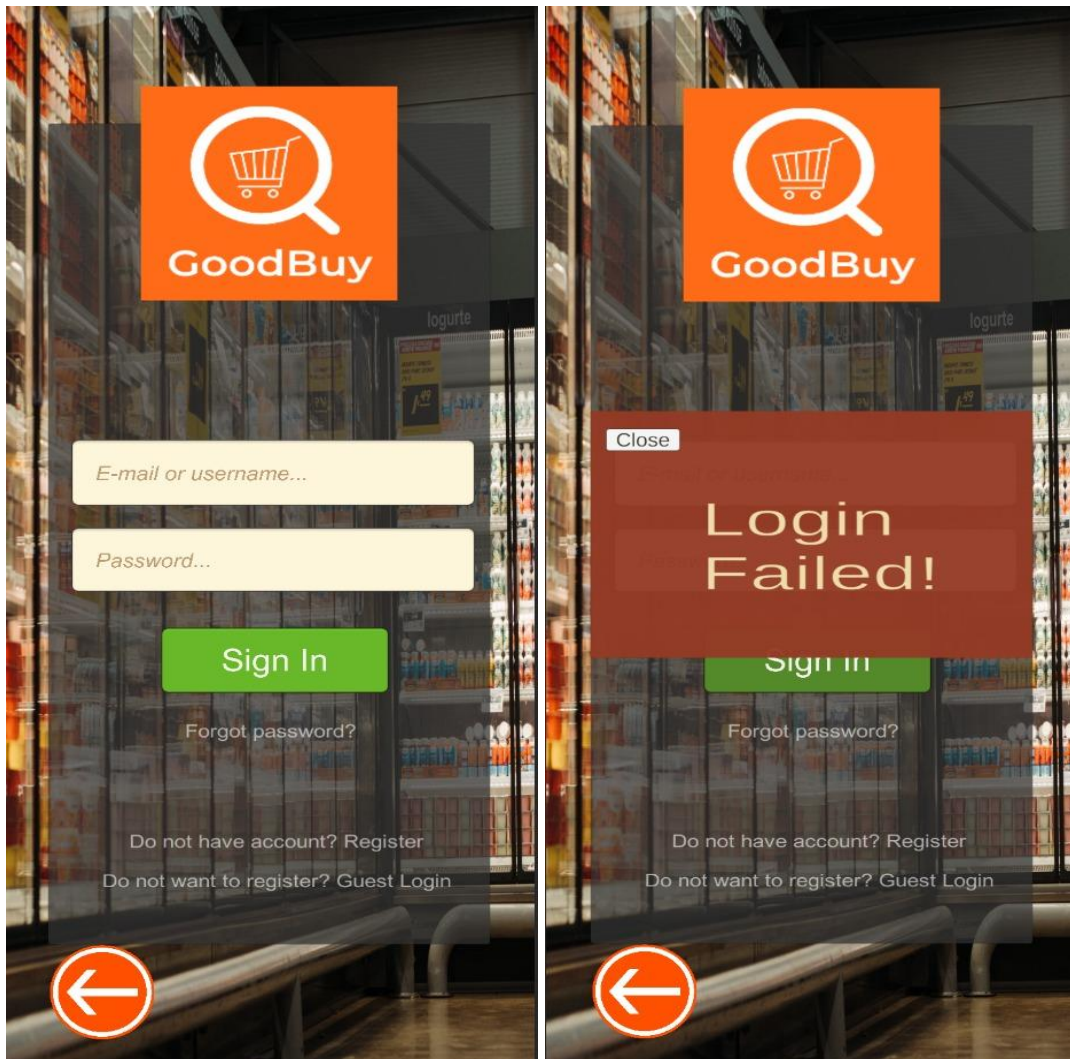 GoodBuy
Iogurte
E-mail or username...
Password...
Sign In
Forgot password?
Do not have account? Register
Do not want to register? Guest Login
GoodBuy
Iogurte
Close
Login
Failed!
Sign In
Forgot password?
Do not have account? Register
Do not want to register? Guest Login